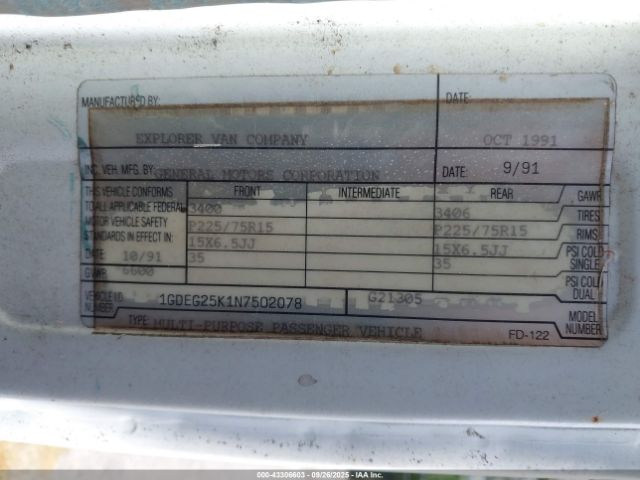 MANUFACTURED BY: DATE:
EXPLORER VAN COMPANY OCT 1991
INC. VEH. MFG. BY GENERAL MOTORS CORPORATION DATE: 9/91
THIS VEHICLE CONFORMS FRONT INTERMEDIATE REAR GAWR
TO ALL APPLICABLE FEDERAL 3400 3406 TIRES
MOTOR VEHICLE SAFETY P225/75R15 P225/75R15 RIMS
STANDARDS IN EFFECT IN: 15X6.5JJ 15X6.5JJ PSI COLD SINGLE
DATE: 10/91 35 35
GVWR 6600 PSI COLD DUAL
VEHICLE I.D. NUMBER 1GDEG25K1N7502078 G21305 MODEL NUMBER
TYPE: MULTI-PURPOSE PASSENGER VEHICLE FD-122
000-43306603 - 09/26/2025 - IAA Inc.